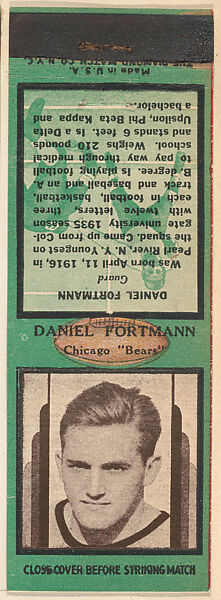 DANIEL FORTMANN
Guard
Was born April 11, 1916, in
Pearl River, N. Y. Youngest on
the squad. Came up from Col-
gate university 1935 season
with twelve letters, three
each in football, basketball,
track and baseball and an A.
B. degree. Is playing football
to pay way through medical
school. Weighs 210 pounds
and is 6 feet. Is a Delta
Upsilon, Phi Beta Kappa and
a bachelor.
Made in U.S.A.
THE DIAMOND MATCH CO. N.Y.C.
DANIEL FORTMANN
Chicago "Bears"
CLOSE COVER BEFORE STRIKING MATCH